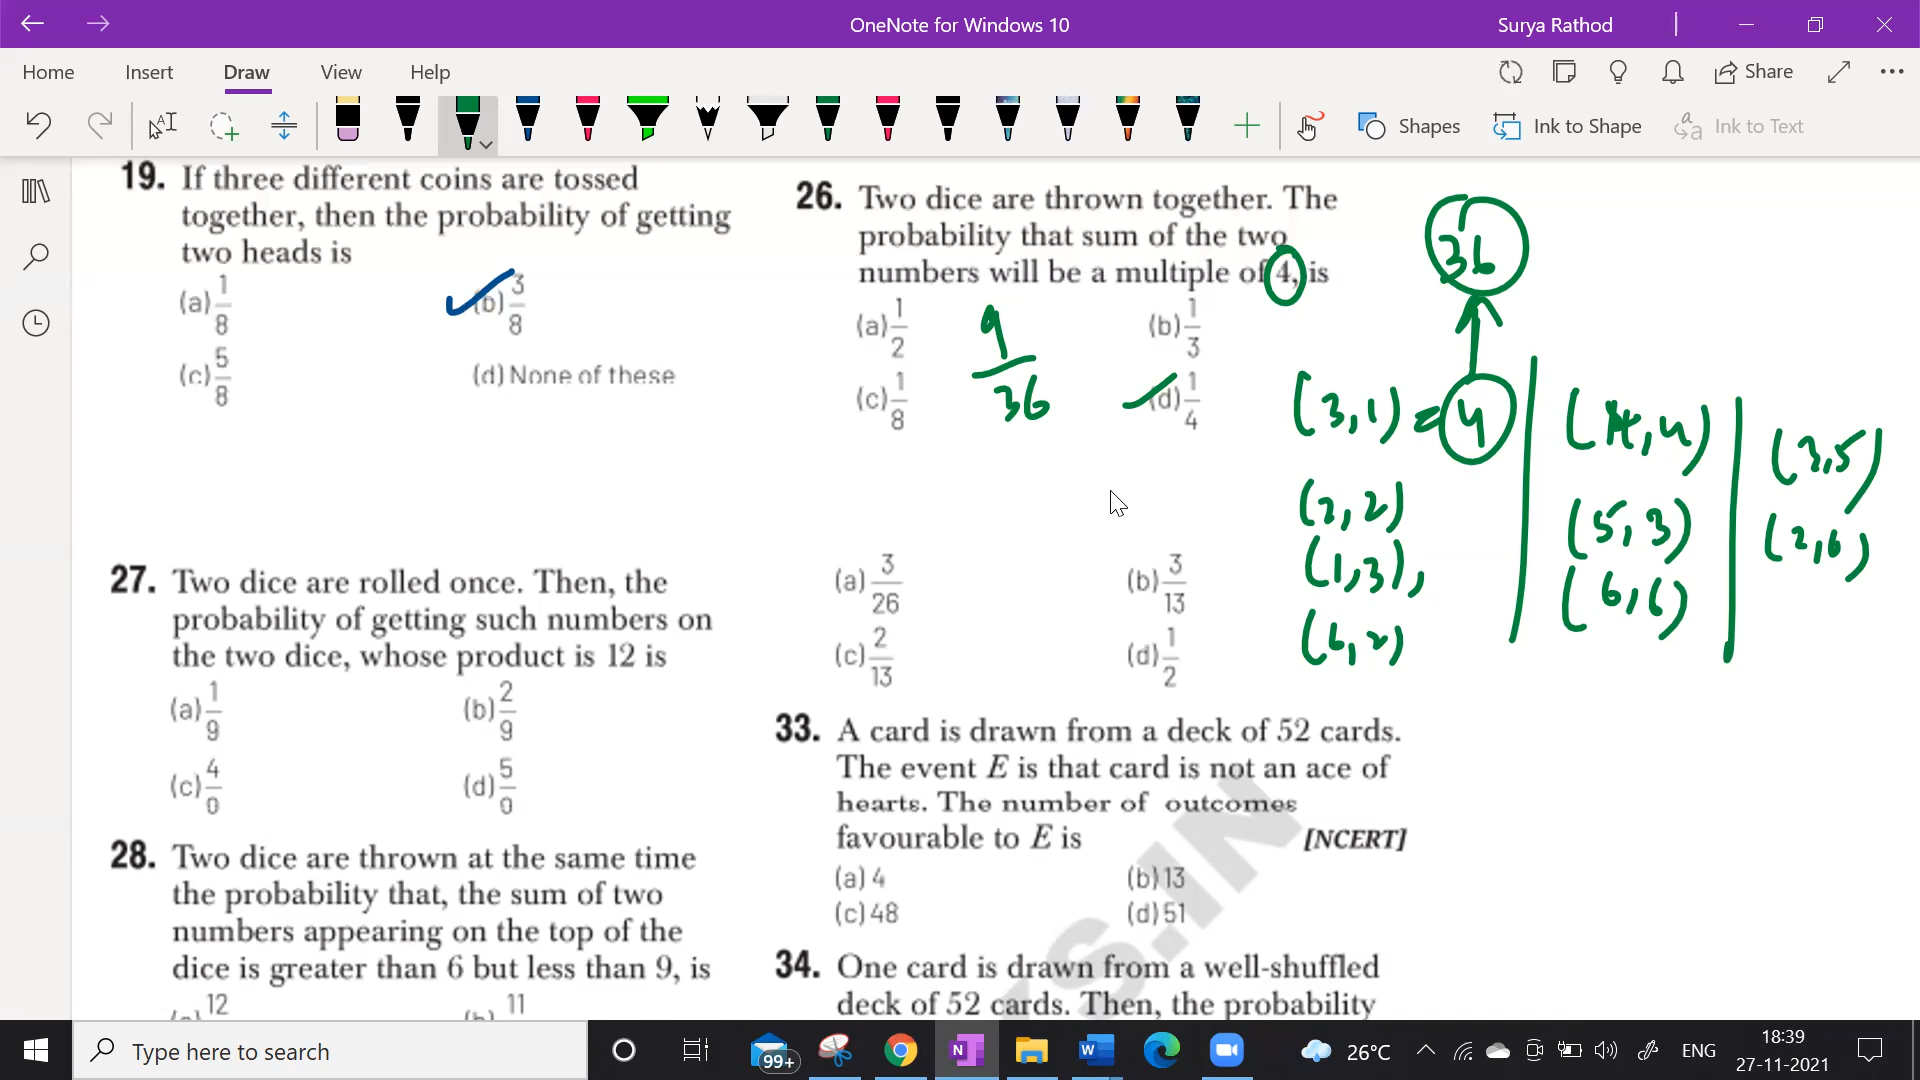 OneNote for Windows 10
Surya Rathod
Home Insert Draw View Help
Share
Shapes
Ink to Shape
Ink to Text
19. If three different coins are tossed
together, then the probability of getting
two heads is
(a) 1/8
(b) 3/8
(c) 5/8
(d) None of these
27. Two dice are rolled once. Then, the
probability of getting such numbers on
the two dice, whose product is 12 is
(a) 1/9
(b) 2/9
(c) 4/9
(d) 5/9
28. Two dice are thrown at the same time
the probability that, the sum of two
numbers appearing on the top of the
dice is greater than 6 but less than 9, is
12
11
26. Two dice are thrown together. The
probability that sum of the two
numbers will be a multiple of 4, is
(a) 1/2
(b) 1/3
(c) 1/8
(d) 1/4
9/36
36
(3,1) = 4
(2,2)
(1,3),
(6,2)
(4,4)
(5,3)
(6,6)
(3,5)
(2,6)
(a) 3/26
(b) 3/13
(c) 2/13
(d) 1/2
33. A card is drawn from a deck of 52 cards.
The event E is that card is not an ace of
hearts. The number of outcomes
favourable to E is [NCERT]
(a) 4
(b) 13
(c) 48
(d) 51
34. One card is drawn from a well-shuffled
deck of 52 cards. Then, the probability
Type here to search
99+
26°C
ENG
18:39
27-11-2021